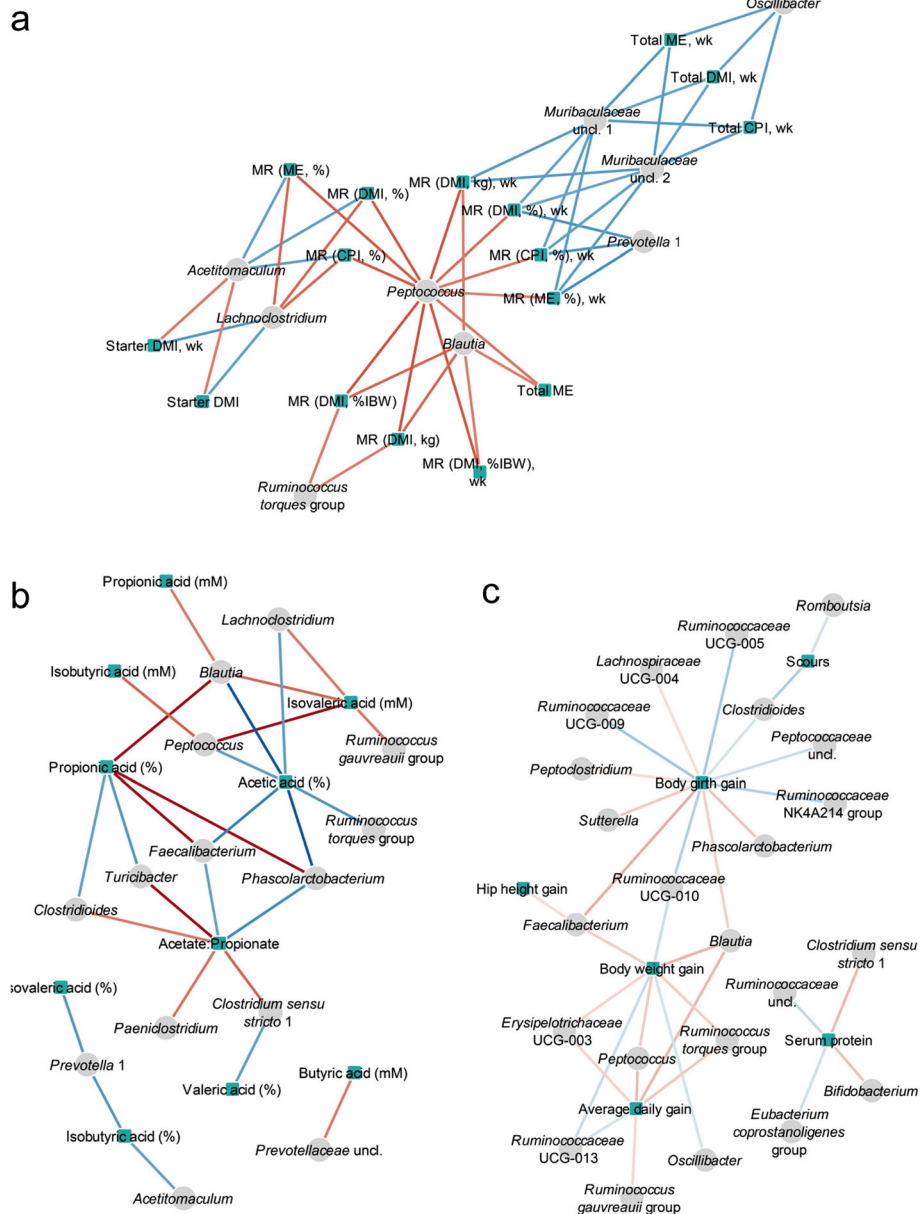 a
Oscillibacter
Total ME, wk
Total DMI, wk
Muribaculaceae
uncl. 1
Total CPI, wk
Muribaculaceae
uncl. 2
MR (ME, %)
MR (DMI, %)
MR (DMI, kg), wk
MR (DMI, %), wk
Prevotella 1
MR (CPI, %)
MR (CPI, %), wk
Acetitomaculum
Peptococcus
MR (ME, %), wk
Lachnoclostridium
Starter DMI, wk
Blautia
Total ME
Starter DMI
MR (DMI, %IBW)
MR (DMI, kg)
MR (DMI, %IBW),
wk
Ruminococcus
torques group
b
Propionic acid (mM)
Lachnoclostridium
Isobutyric acid (mM)
Blautia
Isovaleric acid (mM)
Peptococcus
Ruminococcus
gauvreauii group
Propionic acid (%)
Acetic acid (%)
Ruminococcus
torques group
Faecalibacterium
Turicibacter
Phascolarctobacterium
Clostridioides
Acetate:Propionate
sovaleric acid (%)
Clostridium sensu
stricto 1
Paeniclostridium
Prevotella 1
Valeric acid (%)
Butyric acid (mM)
Isobutyric acid (%)
Prevotellaceae uncl.
Acetitomaculum
c
Romboutsia
Ruminococcaceae
UCG-005
Lachnospiraceae
UCG-004
Scours
Ruminococcaceae
UCG-009
Clostridioides
Peptococcaceae
uncl.
Peptoclostridium
Body girth gain
Ruminococcaceae
NK4A214 group
Sutterella
Phascolarctobacterium
Hip height gain
Ruminococcaceae
UCG-010
Faecalibacterium
Blautia
Clostridium sensu
stricto 1
Body weight gain
Ruminococcaceae
uncl.
Erysipelotrichaceae
UCG-003
Ruminococcus
torques group
Serum protein
Peptococcus
Bifidobacterium
Average daily gain
Eubacterium
coprostanoligenes
group
Ruminococcaceae
UCG-013
Oscillibacter
Ruminococcus
gauvreauii group